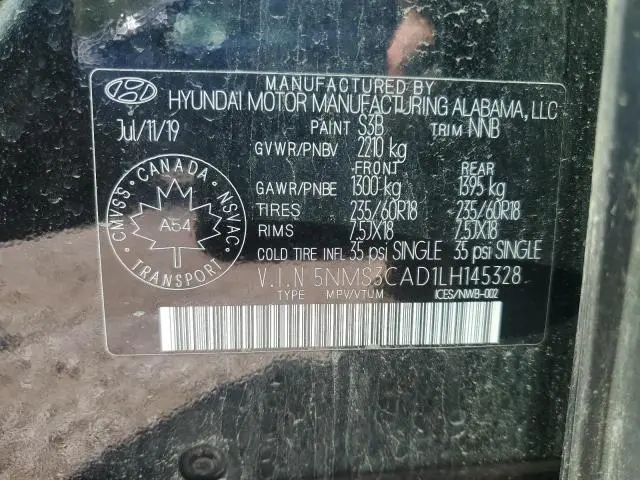 MANUFACTURED BY
HYUNDAI MOTOR MANUFACTURING ALABAMA, LLC
Jul/11/19
PAINT S3B TRIM NNB
GVWR/PNBV 2210 kg
FRONT REAR
GAWR/PNBE 1300 kg 1395 kg
TIRES 235/60R18 235/60R18
RIMS 7.5JX18 7.5JX18
COLD TIRE INFL 35 psi SINGLE 35 psi SINGLE
V.I.N 5NMS3CAD1LH145328
TYPE MPV/VTUM ICES/NWB-002
CANADA
CMVSS NSVAC
A54
TRANSPORT